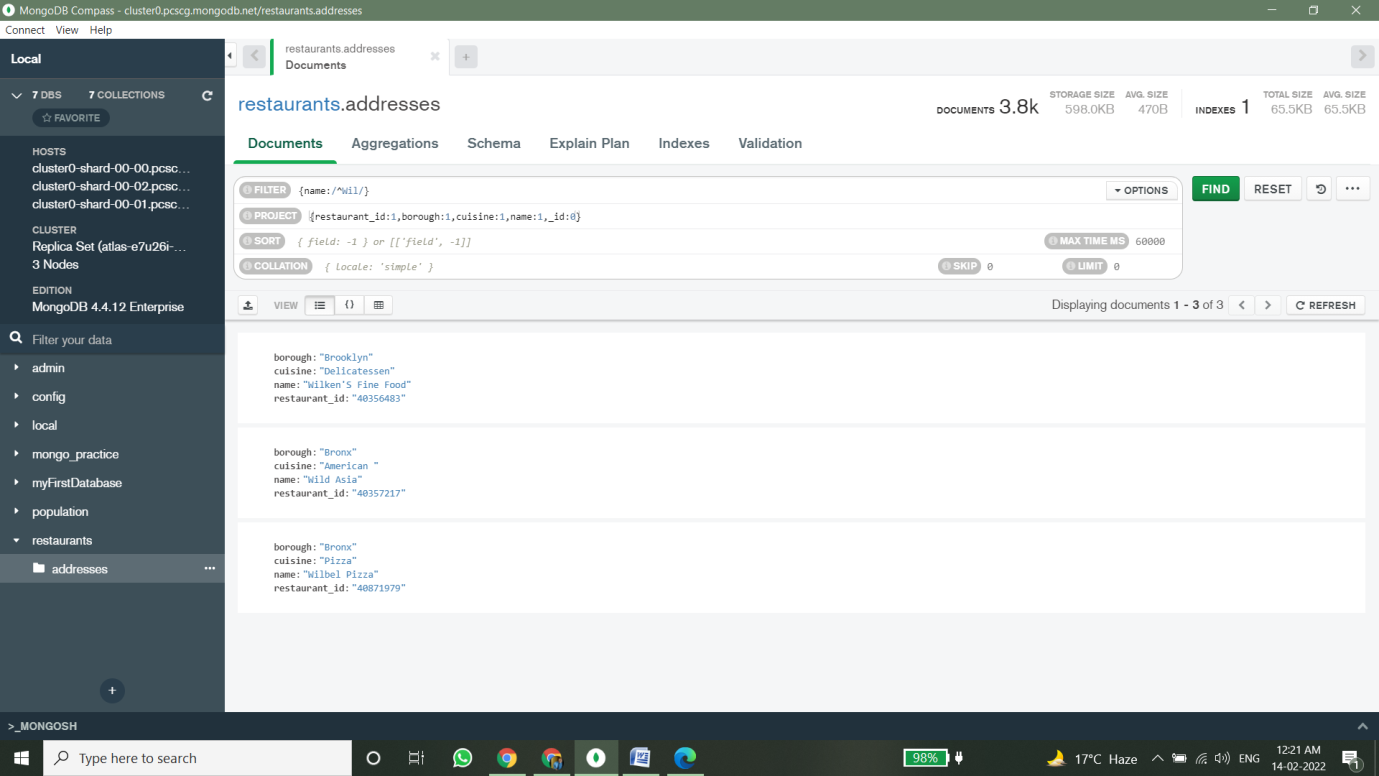 MongoDB Compass - cluster0.pcscg.mongodb.net/restaurants.addresses
Connect View Help
Local
restaurants.addresses
Documents
7 DBS 7 COLLECTIONS
FAVORITE
HOSTS
cluster0-shard-00-00.pcsc...
cluster0-shard-00-02.pcsc...
cluster0-shard-00-01.pcsc...
CLUSTER
Replica Set (atlas-e7u26i-...
3 Nodes
EDITION
MongoDB 4.4.12 Enterprise
Filter your data
admin
config
local
mongo_practice
myFirstDatabase
population
restaurants
addresses
restaurants.addresses
DOCUMENTS 3.8k STORAGE SIZE 598.0KB AVG. SIZE 470B INDEXES 1 TOTAL SIZE 65.5KB AVG. SIZE 65.5KB
Documents Aggregations Schema Explain Plan Indexes Validation
FILTER {name:/^Wil/} OPTIONS FIND RESET
PROJECT {restaurant_id:1,borough:1,cuisine:1,name:1,_id:0}
SORT { field: -1 } or [['field', -1]] MAX TIME MS 60000
COLLATION { locale: 'simple' } SKIP 0 LIMIT 0
VIEW {} Displaying documents 1 - 3 of 3 REFRESH
borough: "Brooklyn"
cuisine: "Delicatessen"
name: "Wilken'S Fine Food"
restaurant_id: "40356483"
borough: "Bronx"
cuisine: "American "
name: "Wild Asia"
restaurant_id: "40357217"
borough: "Bronx"
cuisine: "Pizza"
name: "Wilbel Pizza"
restaurant_id: "40871979"
>_MONGOSH
Type here to search
98%
17°C Haze
ENG
12:21 AM
14-02-2022
1